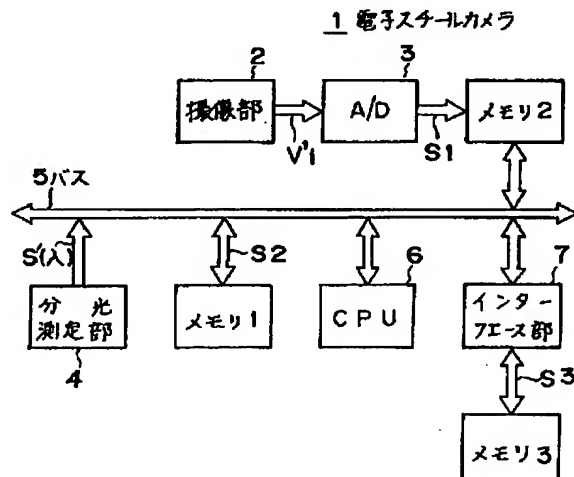 1 電子スチールカメラ
2
3
撮像部
A/D
メモリ2
V'i
S1
5バス
S'(入)
S2
6
7
分光
測定部
メモリ1
CPU
インター
フエース部
4
S3
メモリ3